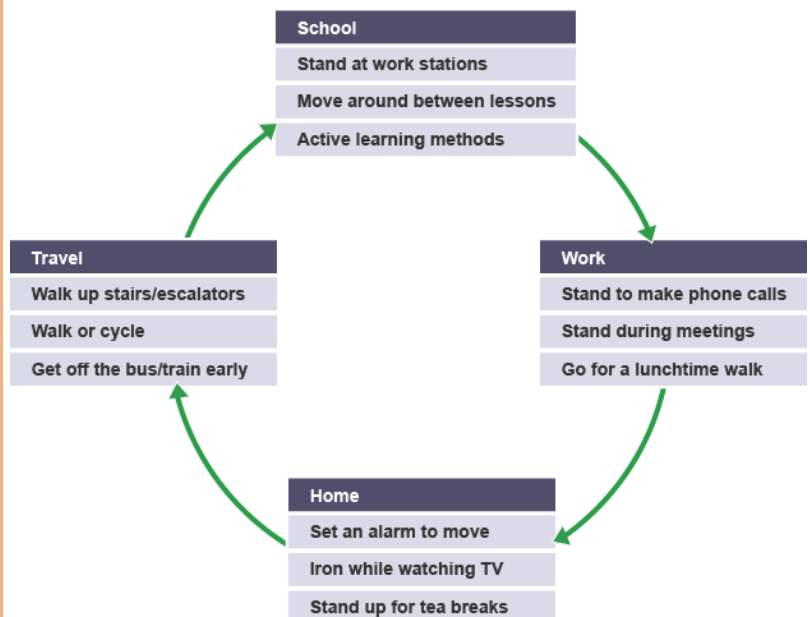 School
Stand at work stations
Move around between lessons
Active learning methods
Travel
Walk up stairs/escalators
Walk or cycle
Get off the bus/train early
Work
Stand to make phone calls
Stand during meetings
Go for a lunchtime walk
Home
Set an alarm to move
Iron while watching TV
Stand up for tea breaks